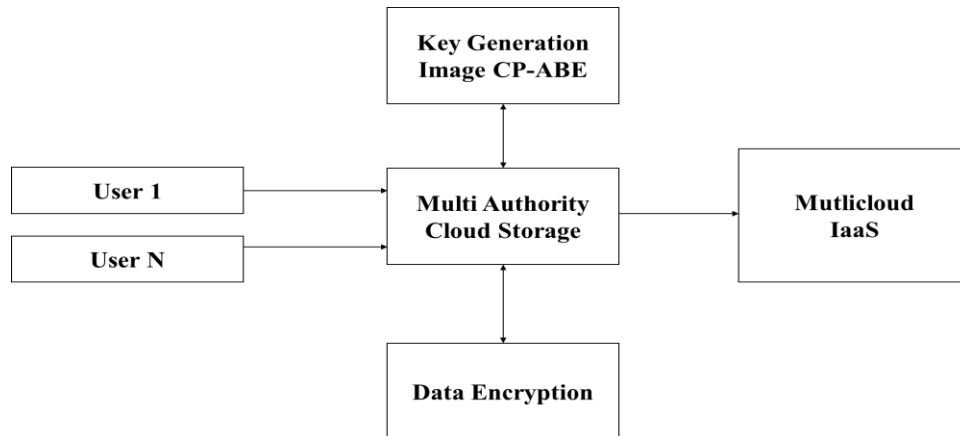 Key Generation
Image CP-ABE
User 1
User N
Multi Authority
Cloud Storage
Mutlicloud
IaaS
Data Encryption